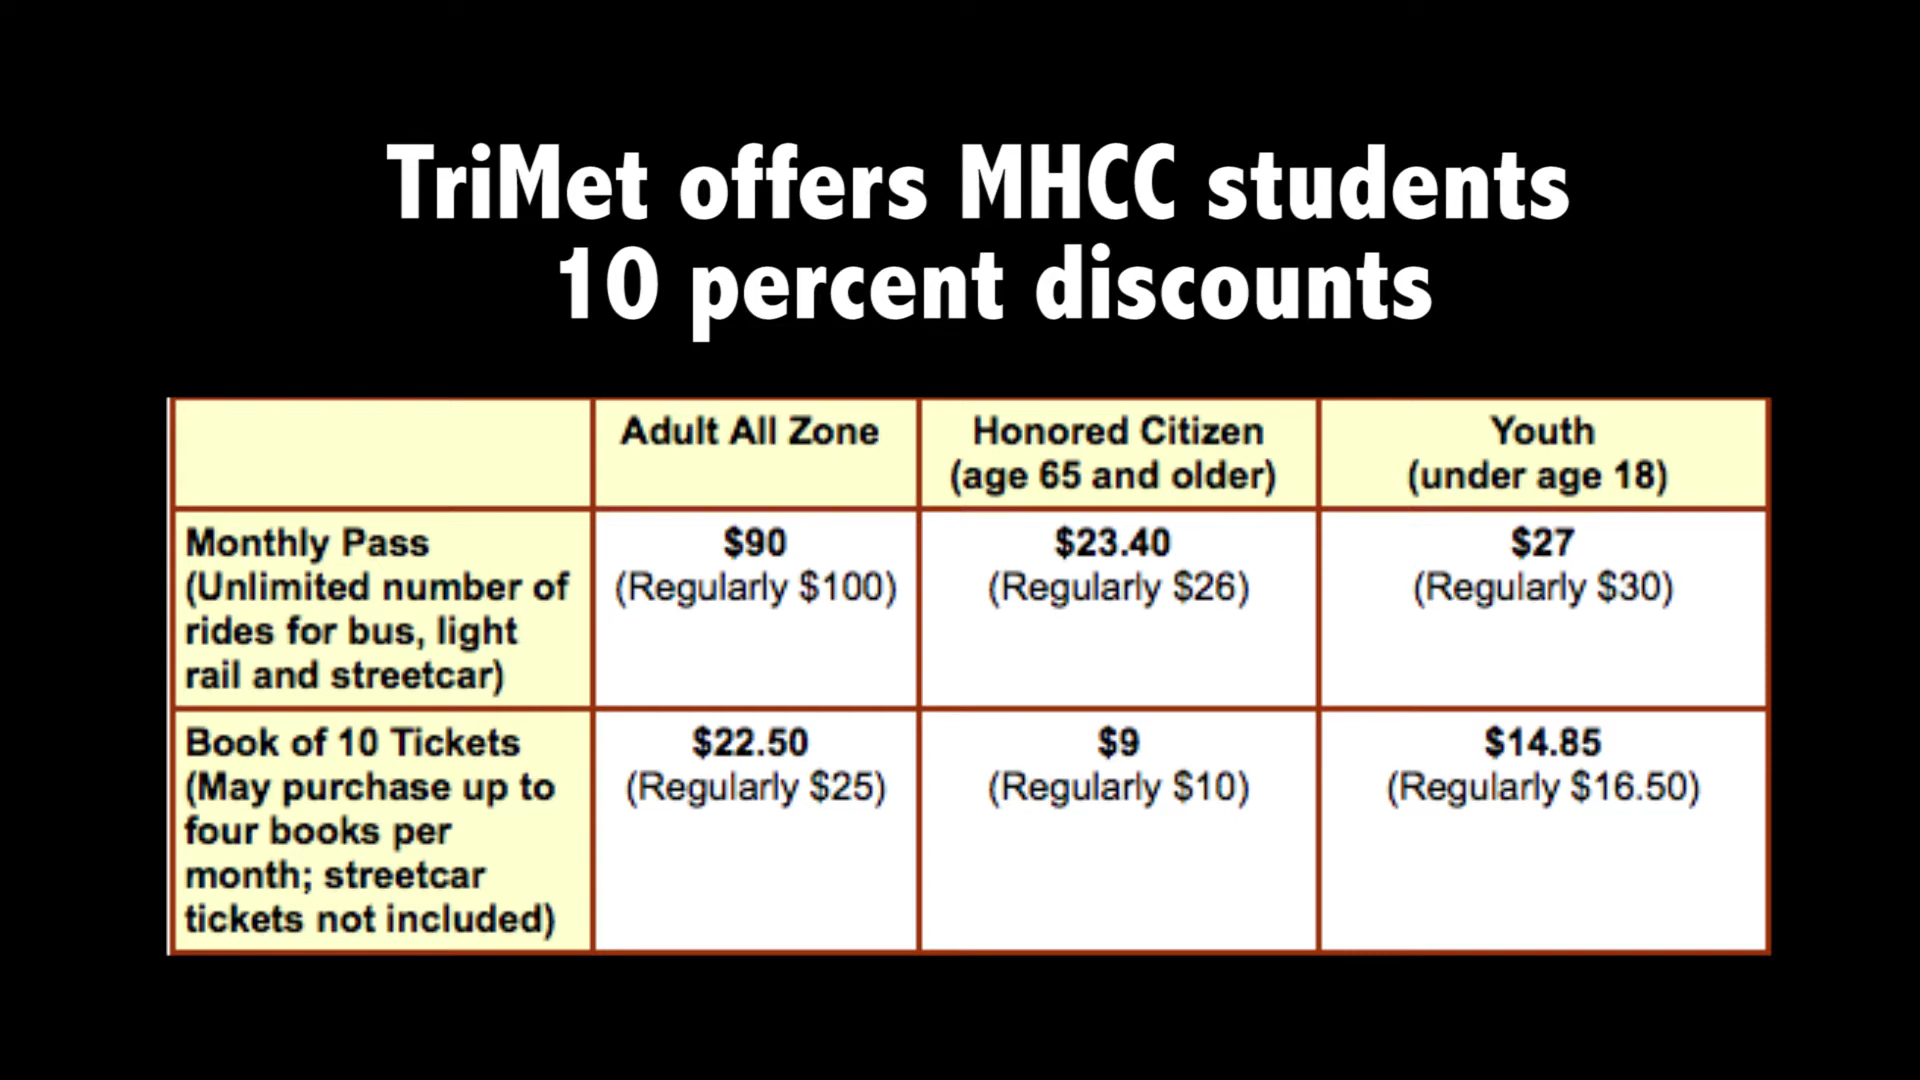 TriMet offers MHCC students
10 percent discounts
Adult All Zone
Honored Citizen
(age 65 and older)
Youth
(under age 18)
Monthly Pass
(Unlimited number of
rides for bus, light
rail and streetcar)
$90
(Regularly $100)
$23.40
(Regularly $26)
$27
(Regularly $30)
Book of 10 Tickets
(May purchase up to
four books per
month; streetcar
tickets not included)
$22.50
(Regularly $25)
$9
(Regularly $10)
$14.85
(Regularly $16.50)